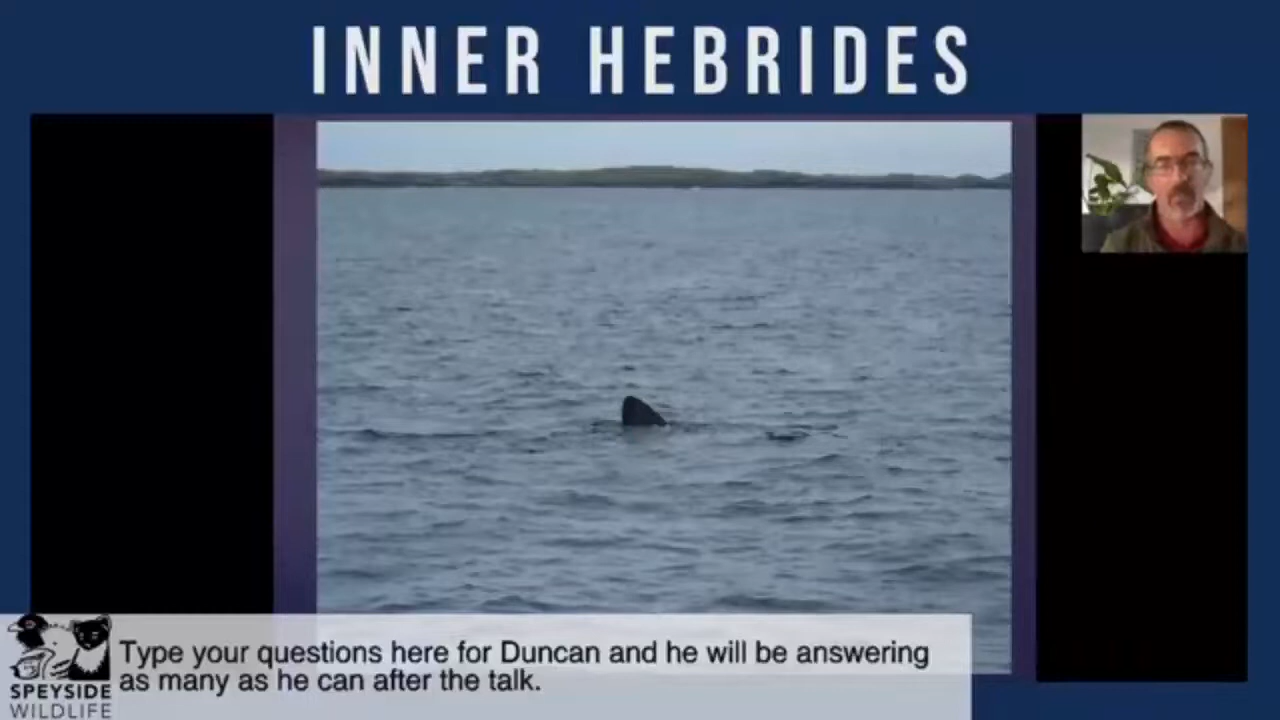 INNER HEBRIDES
Type your questions here for Duncan and he will be answering
as many as he can after the talk.
SPEYSIDE
WILDLIFE